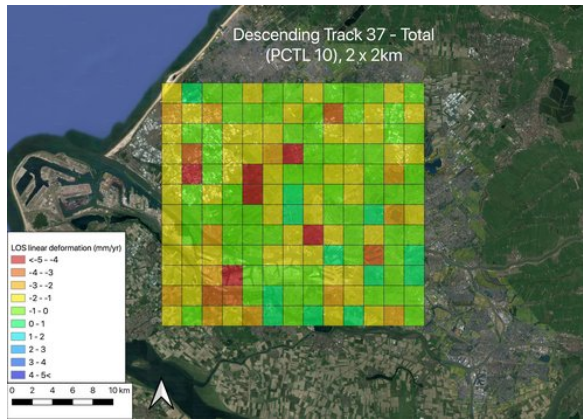 Descending Track 37 - Total
(PCTL 10), 2 x 2km
LOS linear deformation (mm/yr)
<-5 - -4
-4 - -3
-3 - -2
-2 - -1
-1 - 0
0 - 1
1 - 2
2 - 3
3 - 4
4 - 5<
0 2 4 6 8 10 km